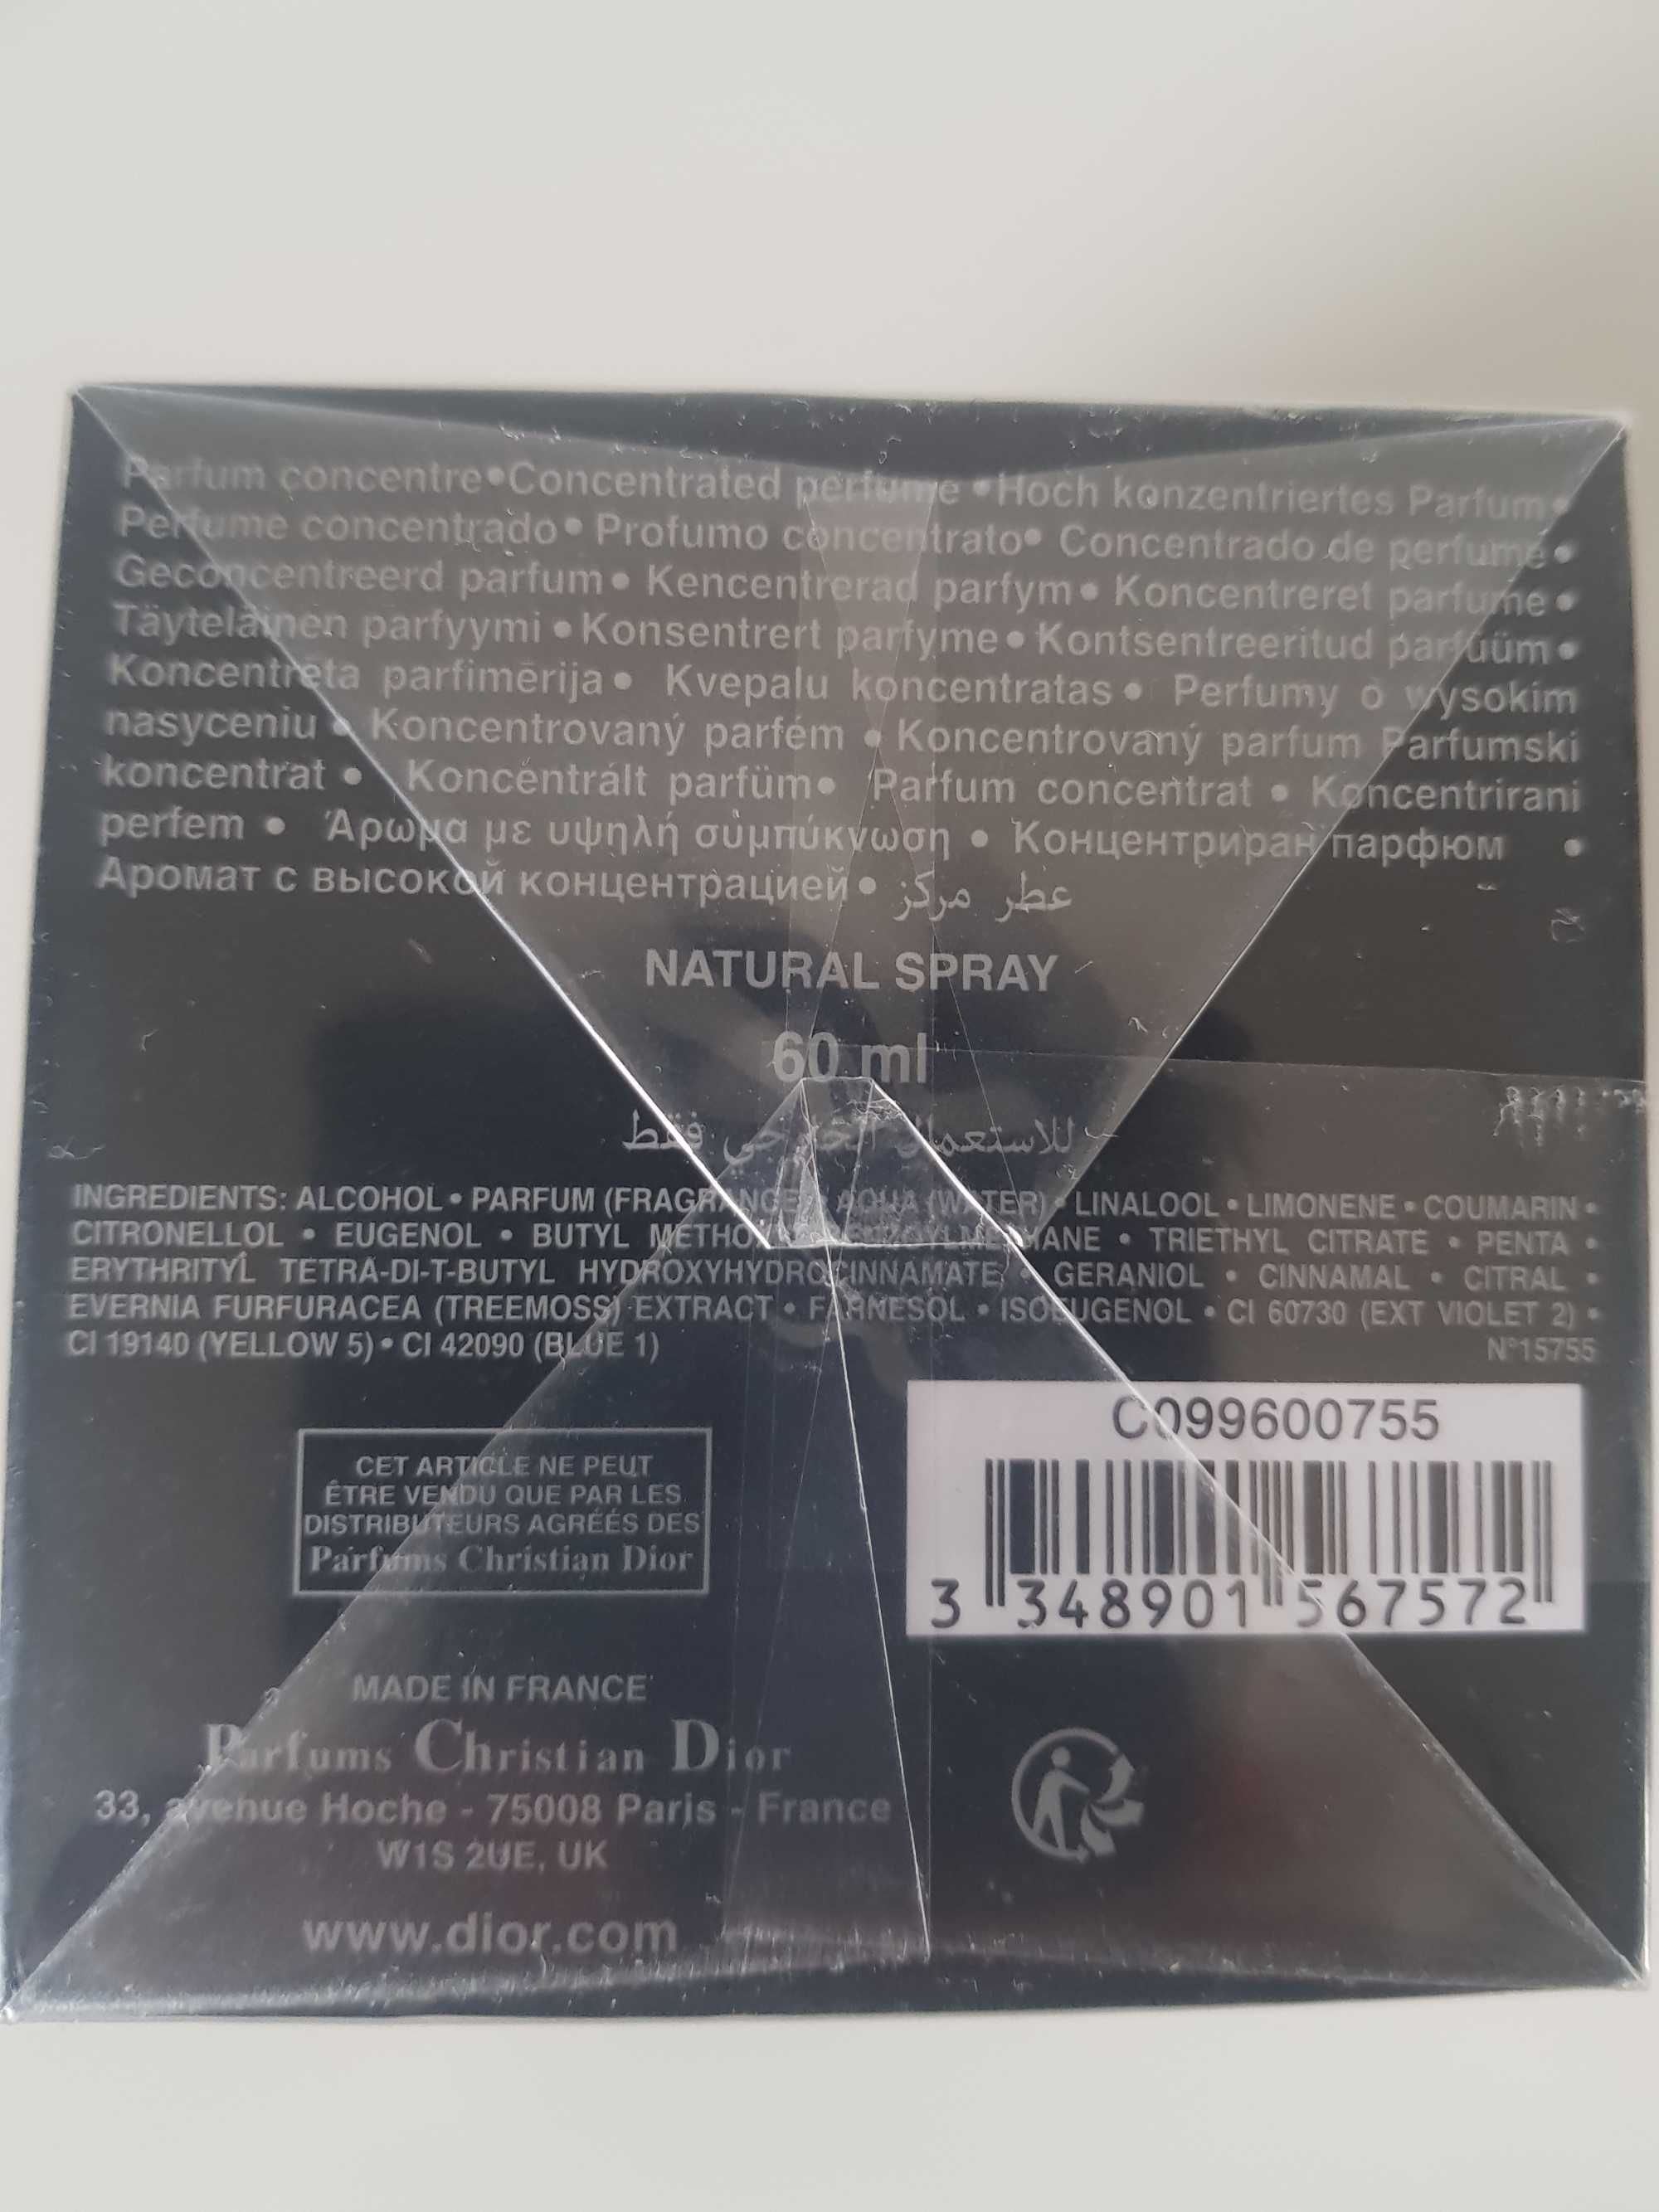 Parfum concentre•Concentrated perfume •Hoch konzentriertes Parfum•
Perfume concentrado• Profumo concentrato• Concentrado de perfume•
Geconcentreerd parfum• Kencentrerad parfym• Koncentreret parfume•
Täyteläinen parfyymi •Konsentrert parfyme• Kontsentreeritud parfüüm•
Koncentrēta parfimērija• Kvepalu koncentratas • Perfumy o wysokim
nasyceniu • Koncentrovaný parfém • Koncentrovaný parfum Parfumski
koncentrat • Koncentrált parfüm• Parfum concentrat • Koncentrirani
perfem • Άρωμα με υψηλή συμπύκνωση • Концентриран парфюм •
Аромат с высокой концентрацией• عطر مركز
NATURAL SPRAY
60 ml
للاستعمال الخارجي فقط
INGREDIENTS: ALCOHOL • PARFUM (FRAGRANCE) • AQUA (WATER) • LINALOOL • LIMONENE • COUMARIN •
CITRONELLOL • EUGENOL • BUTYL • TRIETHYL CITRATE • PENTA •
ERYTHRITYL TETRA-DI-T-BUTYL HYDROXYHYDROCINNAMATE • GERANIOL • CINNAMAL • CITRAL •
EVERNIA FURFURACEA (TREEMOSS) EXTRACT • FARNESOL • ISOEUGENOL • CI 60730 (EXT VIOLET 2) •
CI 19140 (YELLOW 5) • CI 42090 (BLUE 1)
N°15755
CET ARTICLE NE PEUT
ÊTRE VENDU QUE PAR LES
DISTRIBUTEURS AGRÉÉS DES
Parfums Christian Dior
C099600755
3 348901 567572
MADE IN FRANCE
Parfums Christian Dior
33, avenue Hoche - 75008 Paris - France
W1S 2UE, UK
www.dior.com